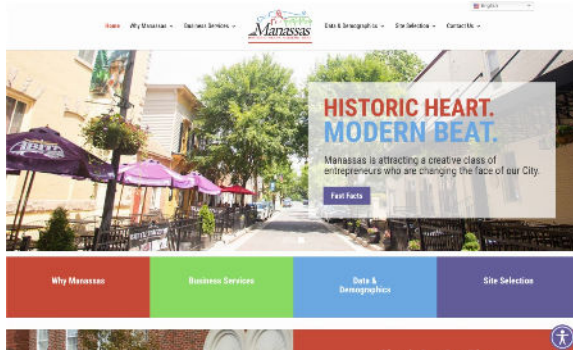 English
Home Why Manassas Business Services Manassas Data & Demographics Site Selection Contact Us
HISTORIC HEART.
MODERN BEAT.
Manassas is attracting a creative class of
entrepreneurs who are changing the face of our City.
Fast Facts
Why Manassas
Business Services
Data &
Demographics
Site Selection